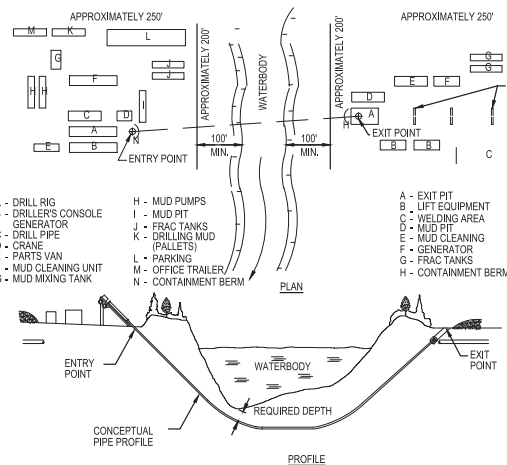 APPROXIMATELY 250'
APPROXIMATELY 250'
M
K
L
G
J
J
H
H
F
I
C
D
A
N
E
B
ENTRY POINT
APPROXIMATELY 200'
WATERBODY
APPROXIMATELY 200'
100'
MIN.
100'
MIN.
G
G
E
F
D
A
H
EXIT POINT
B
B
C
- DRILL RIG
- DRILLER'S CONSOLE
GENERATOR
- DRILL PIPE
- CRANE
- PARTS VAN
- MUD CLEANING UNIT
- MUD MIXING TANK
H - MUD PUMPS
I - MUD PIT
J - FRAC TANKS
K - DRILLING MUD
(PALLETS)
L - PARKING
M - OFFICE TRAILER
N - CONTAINMENT BERM
PLAN
A - EXIT PIT
B - LIFT EQUIPMENT
C - WELDING AREA
D - MUD PIT
E - MUD CLEANING
F - GENERATOR
G - FRAC TANKS
H - CONTAINMENT BERM
ENTRY
POINT
WATERBODY
EXIT
POINT
REQUIRED DEPTH
CONCEPTUAL
PIPE PROFILE
PROFILE